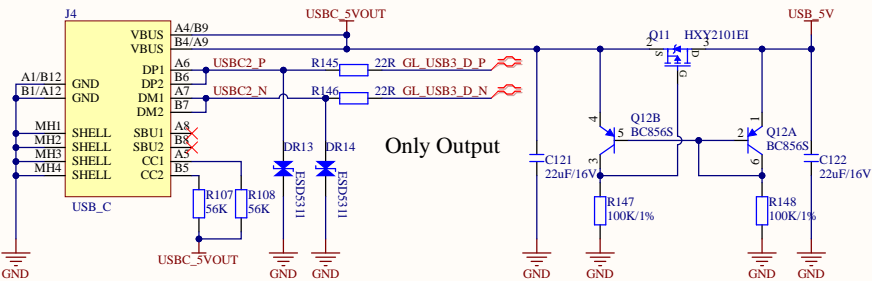 J4
USBC_5VOUT
Q11
HXY2101EI
USB_5V
VBUS
A4/B9
VBUS
B4/A9
2
3
S
D
G
DP1
A6
USBC2_P
R145
22R
GL_USB3_D_P
DP2
B6
A1/B12
GND
DM1
A7
USBC2_N
R146
22R
GL_USB3_D_N
B1/A12
GND
DM2
B7
MH1
SHELL
SBU1
A8
MH2
SHELL
SBU2
B8
MH3
SHELL
CC1
A5
MH4
SHELL
CC2
B5
USB_C
DR13
DR14
ESD5311
ESD5311
Only Output
R107
56K
R108
56K
USBC_5VOUT
4
Q12B
BC856S
5
3
1
Q12A
BC856S
2
6
C121
22uF/16V
C122
22uF/16V
R147
100K/1%
R148
100K/1%
GND
GND
GND
GND
GND
GND
GND